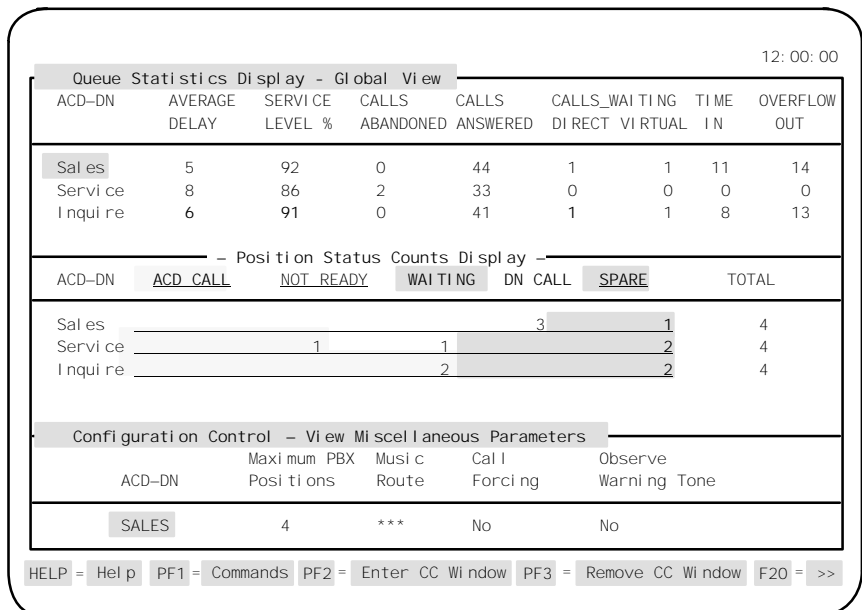 12:00:00
Queue Statistics Display - Global View
ACD–DN AVERAGE SERVICE CALLS CALLS CALLS_WAITING TIME OVERFLOW
DELAY LEVEL % ABANDONED ANSWERED DIRECT VIRTUAL IN OUT
Sales 5 92 0 44 1 1 11 14
Service 8 86 2 33 0 0 0 0
Inquire 6 91 0 41 1 1 8 13
– Position Status Counts Display –
ACD–DN ACD CALL NOT READY WAITING DN CALL SPARE TOTAL
Sales 3 1 4
Service 1 1 2 4
Inquire 2 2 4
Configuration Control – View Miscellaneous Parameters
Maximum PBX Music Call Observe
ACD–DN Positions Route Forcing Warning Tone
SALES 4 *** No No
HELP = Help PF1 = Commands PF2 = Enter CC Window PF3 = Remove CC Window F20 = >>